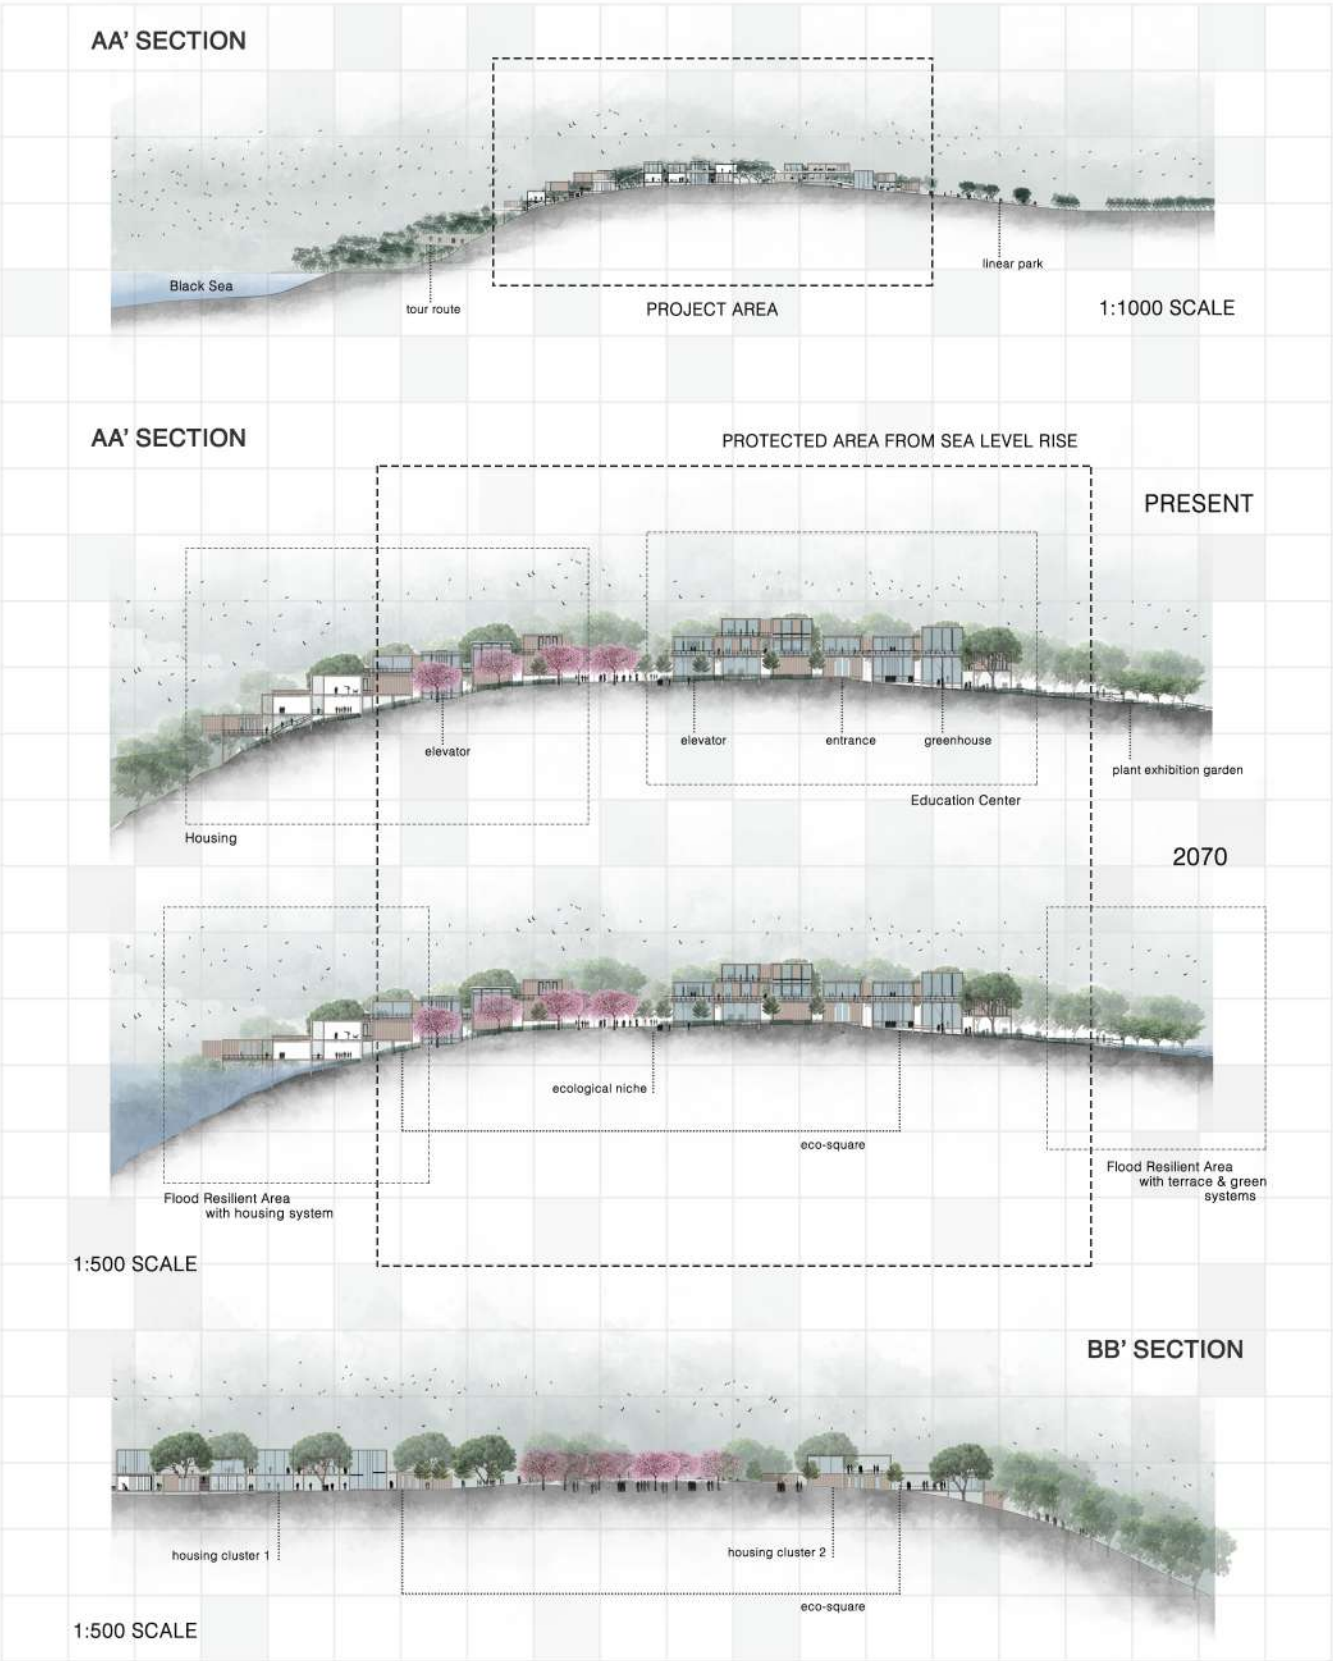 AA' SECTION
Black Sea
tour route
linear park
PROJECT AREA
1:1000 SCALE
AA' SECTION
PROTECTED AREA FROM SEA LEVEL RISE
PRESENT
elevator
elevator
entrance
greenhouse
plant exhibition garden
Education Center
Housing
2070
ecological niche
eco-square
Flood Resilient Area
with housing system
Flood Resilient Area
with terrace & green
systems
1:500 SCALE
BB' SECTION
housing cluster 1
housing cluster 2
eco-square
1:500 SCALE